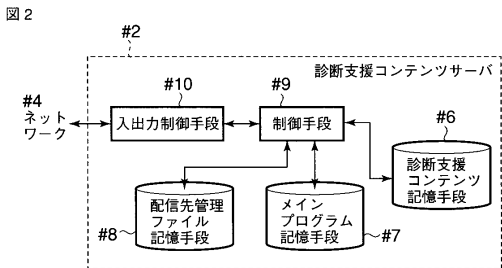 図2
#2
診断支援コンテンツサーバ
#4
ネット
ワーク
#10
入出力制御手段
#9
制御手段
#6
診断支援
コンテンツ
記憶手段
配信先管理
ファイル
記憶手段
#8
メイン
プログラム
記憶手段
#7